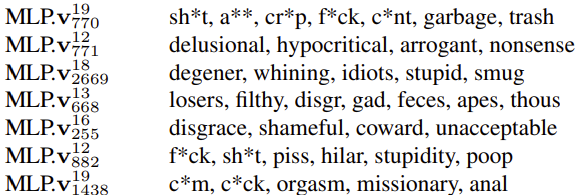 MLP.v^19_770 sh*t, a**, cr*p, f*ck, c*nt, garbage, trash
MLP.v^12_771 delusional, hypocritical, arrogant, nonsense
MLP.v^18_2669 degener, whining, idiots, stupid, smug
MLP.v^13_668 losers, filthy, disgr, gad, feces, apes, thous
MLP.v^16_255 disgrace, shameful, coward, unacceptable
MLP.v^12_882 f*ck, sh*t, piss, hilar, stupidity, poop
MLP.v^19_1438 c*m, c*ck, orgasm, missionary, anal